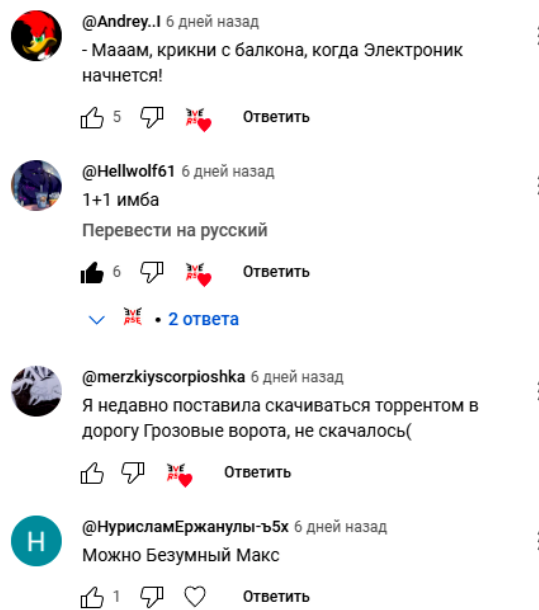 @Andrey..I 6 дней назад
- Мааам, крикни с балкона, когда Электроник
начнется!
5 Ответить
@Hellwolf61 6 дней назад
1+1 имба
Перевести на русский
6 Ответить
• 2 ответа
@merzkiyscorpioshka 6 дней назад
Я недавно поставила скачиваться торрентом в
дорогу Грозовые ворота, не скачалось(
Ответить
Н @НурисламЕржанулы-ъ5х 6 дней назад
Можно Безумный Макс
1 Ответить